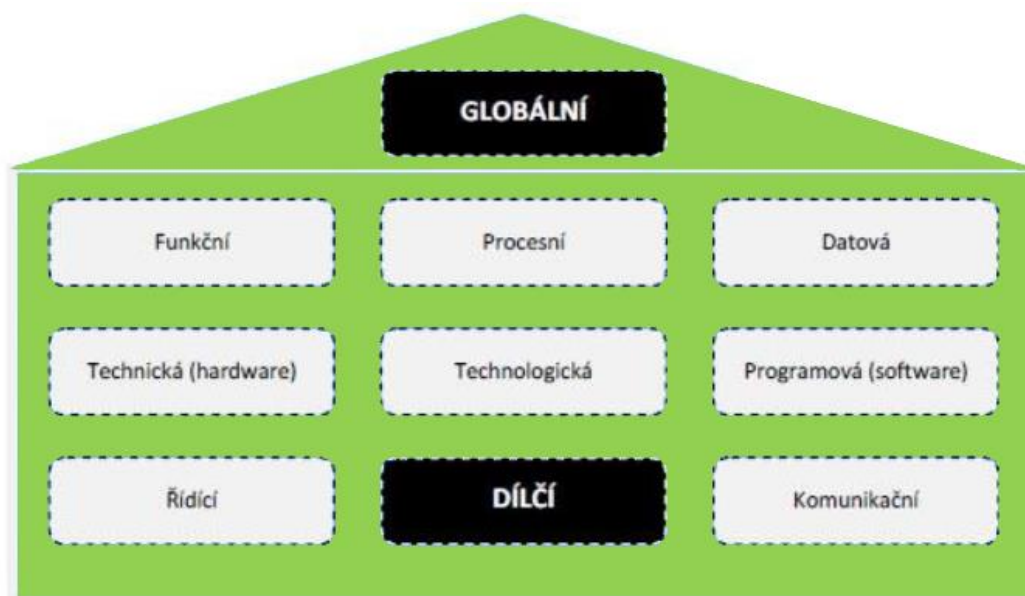 GLOBÁLNÍ
Funkční
Procesní
Datová
Technická (hardware)
Technologická
Programová (software)
Řídící
DÍLČÍ
Komunikační